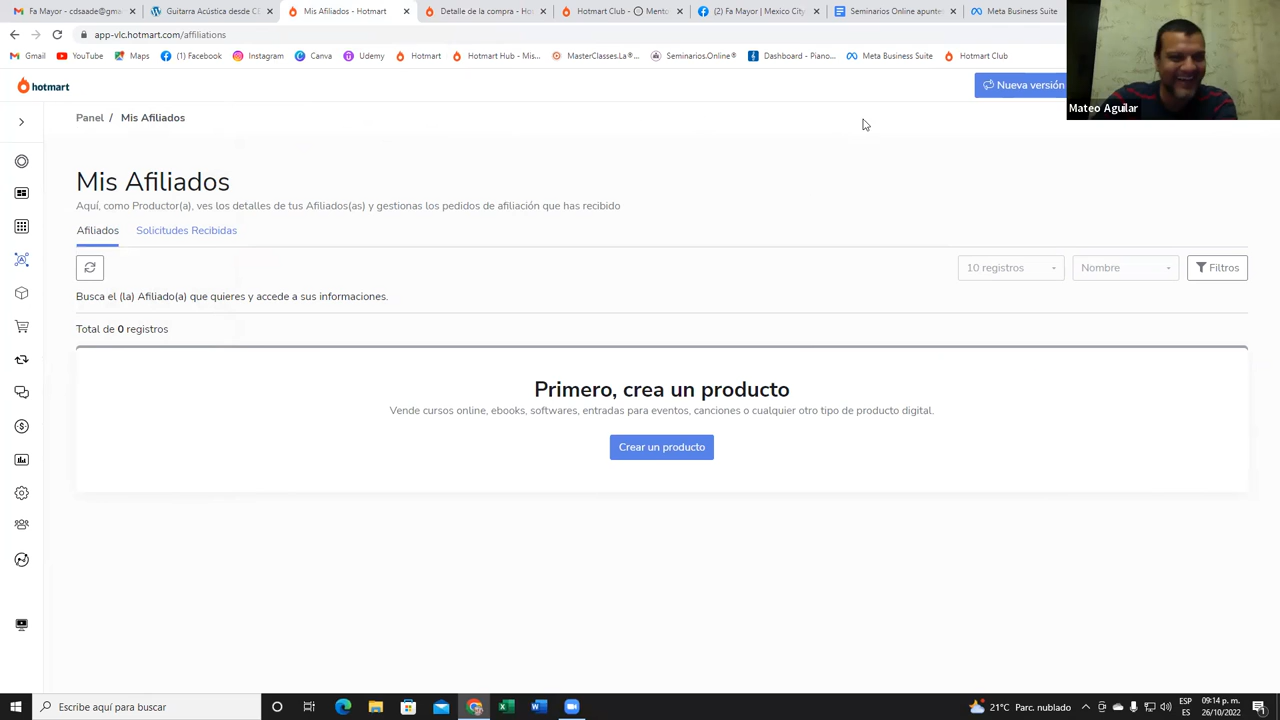 Fa Mayor - cdsaade@gma
Guitarra Acústica desde C
Mis Afiliados - Hotmart
Detalle de la compra - Ho
Hotmart Club - Mento
(2) Fa Mayor | Mexico City
Seminarios Online apunte
Meta Business Suite
app-vlc.hotmart.com/affiliations
Gmail
YouTube
Maps
(1) Facebook
Instagram
Canva
Udemy
Hotmart
Hotmart Hub - Mis...
MasterClasses.La®...
Seminarios.Online®
Dashboard - Piano...
Meta Business Suite
Hotmart Club
hotmart
Nueva versión
Mateo Aguilar
Panel / Mis Afiliados
Mis Afiliados
Aquí, como Productor(a), ves los detalles de tus Afiliados(as) y gestionas los pedidos de afiliación que has recibido
Afiliados Solicitudes Recibidas
10 registros Nombre Filtros
Busca el (la) Afiliado(a) que quieres y accede a sus informaciones.
Total de 0 registros
Primero, crea un producto
Vende cursos online, ebooks, softwares, entradas para eventos, canciones o cualquier otro tipo de producto digital.
Crear un producto
Escribe aquí para buscar
21°C Parc. nublado
ESP
ES
09:14 p. m.
26/10/2022
1